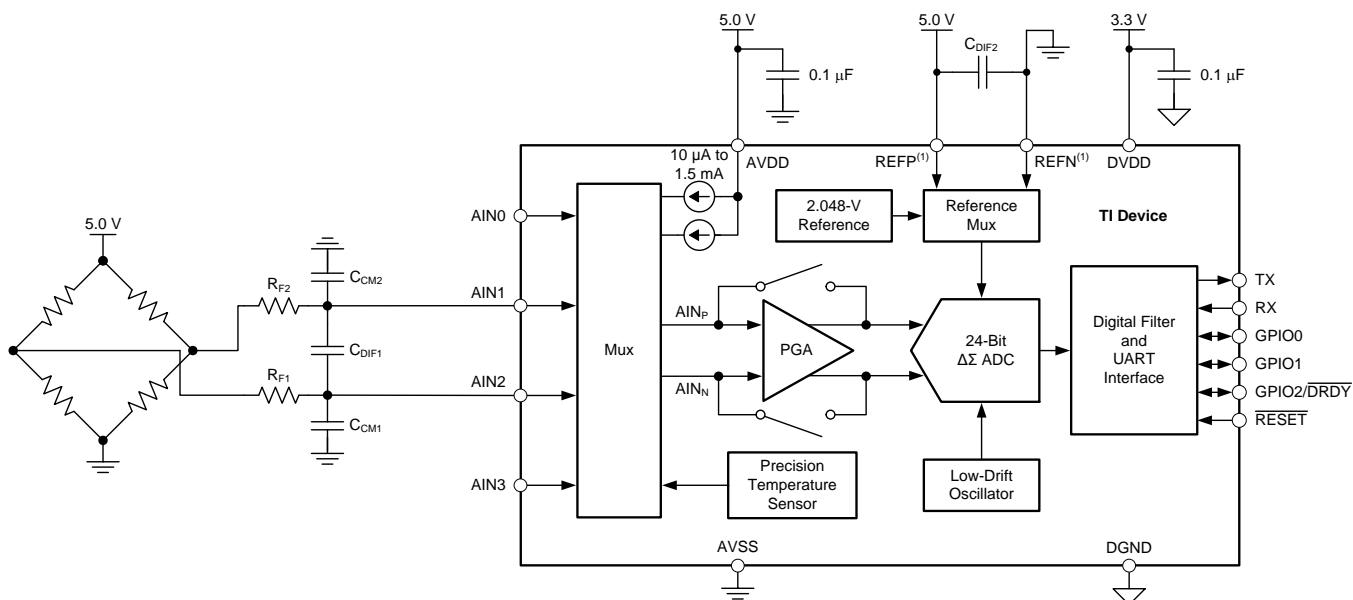 5.0 V
5.0 V
3.3 V
C_DIF2
0.1 µF
0.1 µF
10 µA to
1.5 mA
AVDD
REFP(1)
REFN(1)
DVDD
5.0 V
AIN0
2.048-V
Reference
Reference
Mux
TI Device
R_F2
C_CM2
AIN1
TX
RX
GPIO0
GPIO1
GPIO2/DRDY
RESET
C_DIF1
Mux
AIN_P
AIN_N
PGA
24-Bit
ΔΣ ADC
Digital Filter
and
UART
Interface
R_F1
AIN2
C_CM1
AIN3
Precision
Temperature
Sensor
Low-Drift
Oscillator
AVSS
DGND